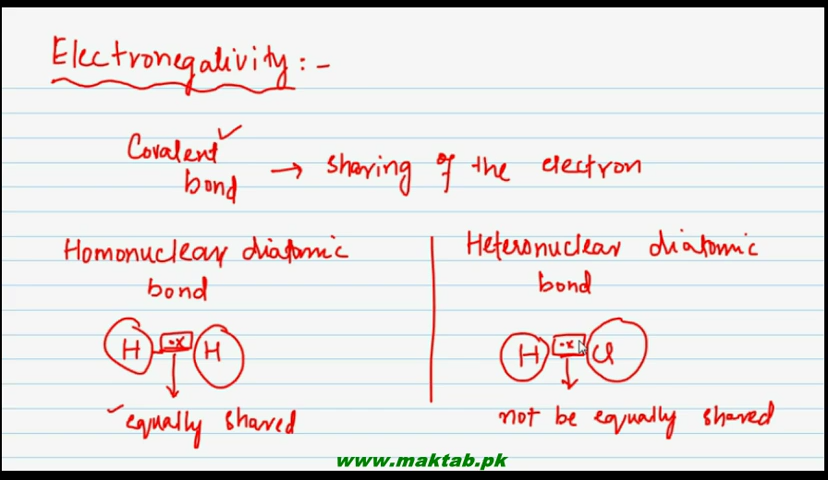 Electronegativity:-
Covalent ✓
bond → sharing of the electron
Homonuclear diatomic
bond
H ·x H
✓ equally shared
Heteronuclear diatomic
bond
H ·x Cl
not be equally shared
www.maktab.pk